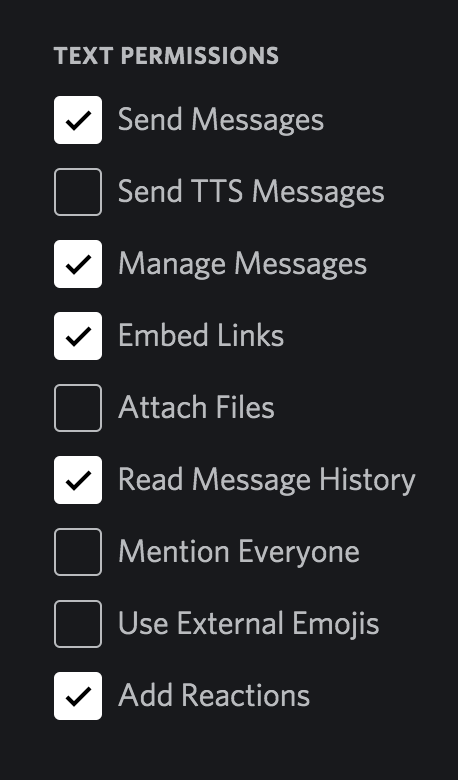 TEXT PERMISSIONS
Send Messages
Send TTS Messages
Manage Messages
Embed Links
Attach Files
Read Message History
Mention Everyone
Use External Emojis
Add Reactions